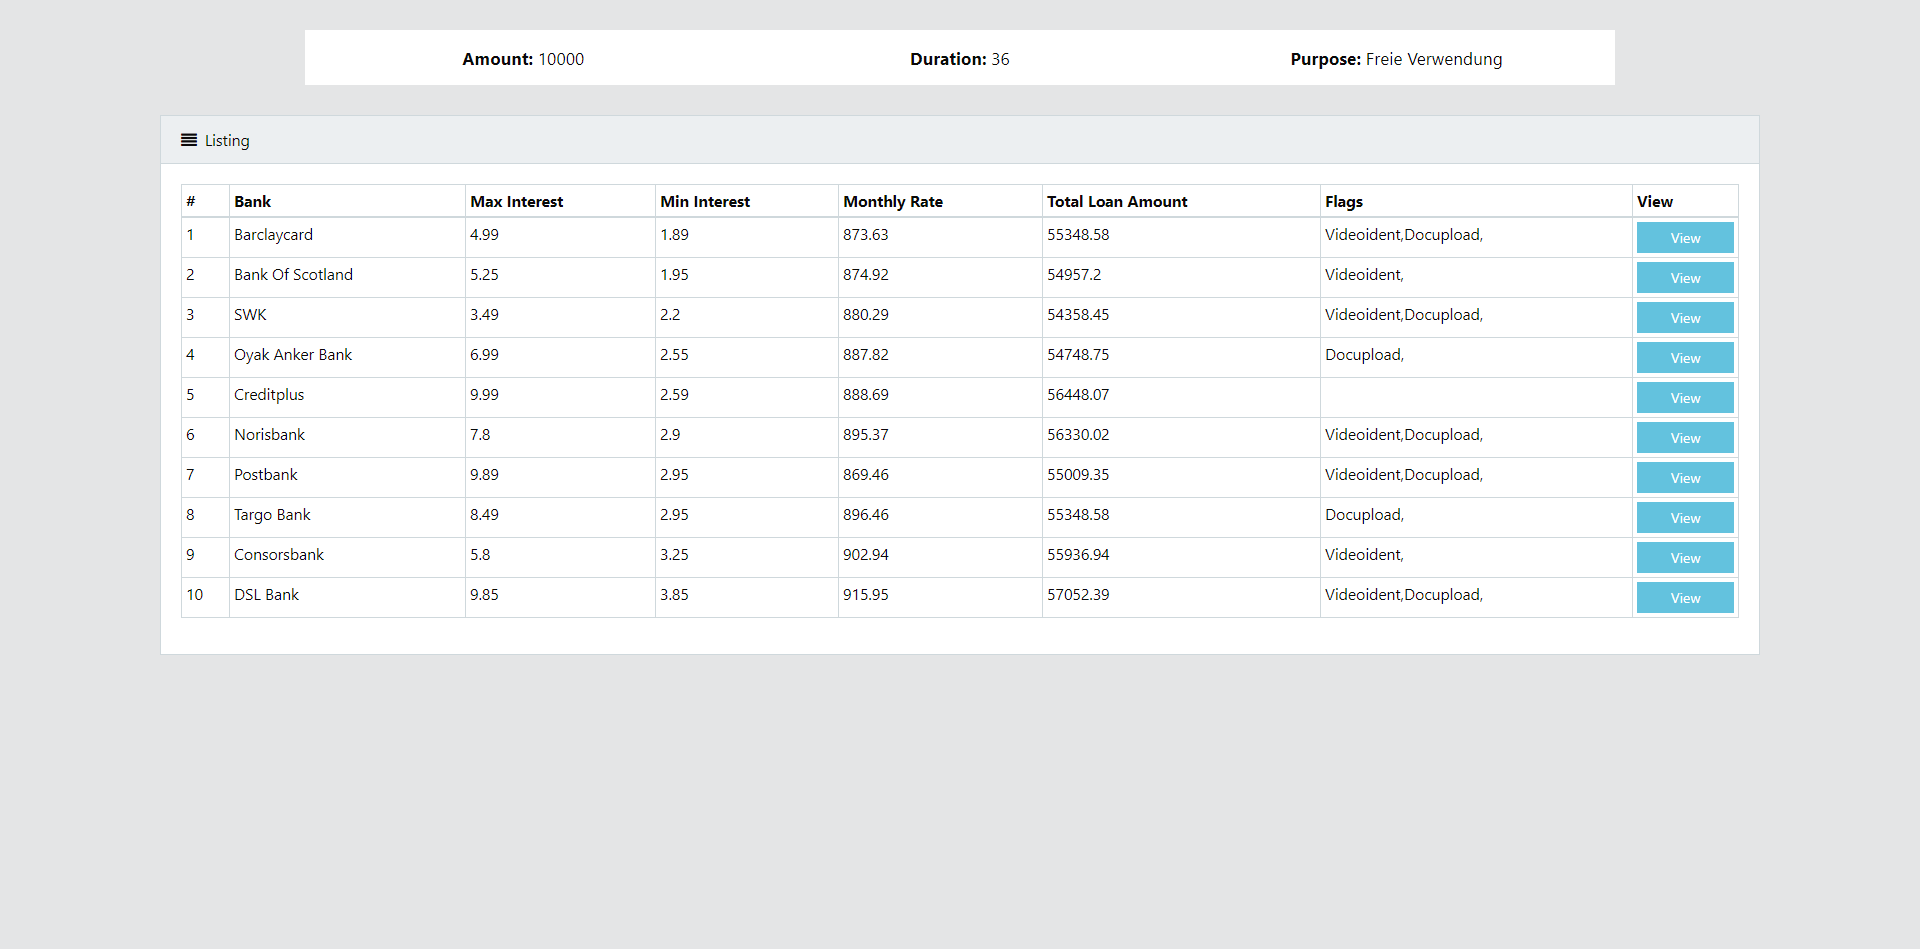 Amount: 10000 Duration: 36 Purpose: Freie Verwendung
Listing
# Bank Max Interest Min Interest Monthly Rate Total Loan Amount Flags View
1 Barclaycard 4.99 1.89 873.63 55348.58 Videoident,Docupload, View
2 Bank Of Scotland 5.25 1.95 874.92 54957.2 Videoident, View
3 SWK 3.49 2.2 880.29 54358.45 Videoident,Docupload, View
4 Oyak Anker Bank 6.99 2.55 887.82 54748.75 Docupload, View
5 Creditplus 9.99 2.59 888.69 56448.07 View
6 Norisbank 7.8 2.9 895.37 56330.02 Videoident,Docupload, View
7 Postbank 9.89 2.95 869.46 55009.35 Videoident,Docupload, View
8 Targo Bank 8.49 2.95 896.46 55348.58 Docupload, View
9 Consorsbank 5.8 3.25 902.94 55936.94 Videoident, View
10 DSL Bank 9.85 3.85 915.95 57052.39 Videoident,Docupload, View